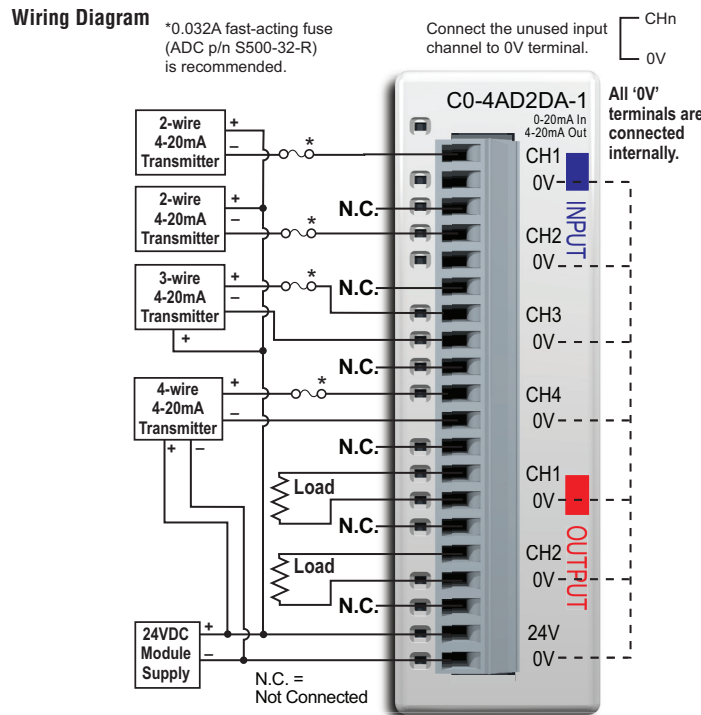 Wiring Diagram
*0.032A fast-acting fuse
(ADC p/n S500-32-R)
is recommended.
Connect the unused input
channel to 0V terminal.
CHn
0V
All ‘0V’
terminals are
connected
internally.
C0-4AD2DA-1
0-20mA In
4-20mA Out
2-wire
4-20mA
Transmitter
+
–
*
CH1
0V
INPUT
2-wire
4-20mA
Transmitter
+
–
*
N.C.
CH2
0V
3-wire
4-20mA
Transmitter
+
–
+
*
N.C.
CH3
0V
N.C.
4-wire
4-20mA
Transmitter
+
–
+
–
*
CH4
0V
N.C.
Load
CH1
0V
N.C.
OUTPUT
Load
CH2
0V
N.C.
24VDC
Module
Supply
+
–
24V
0V
N.C. =
Not Connected